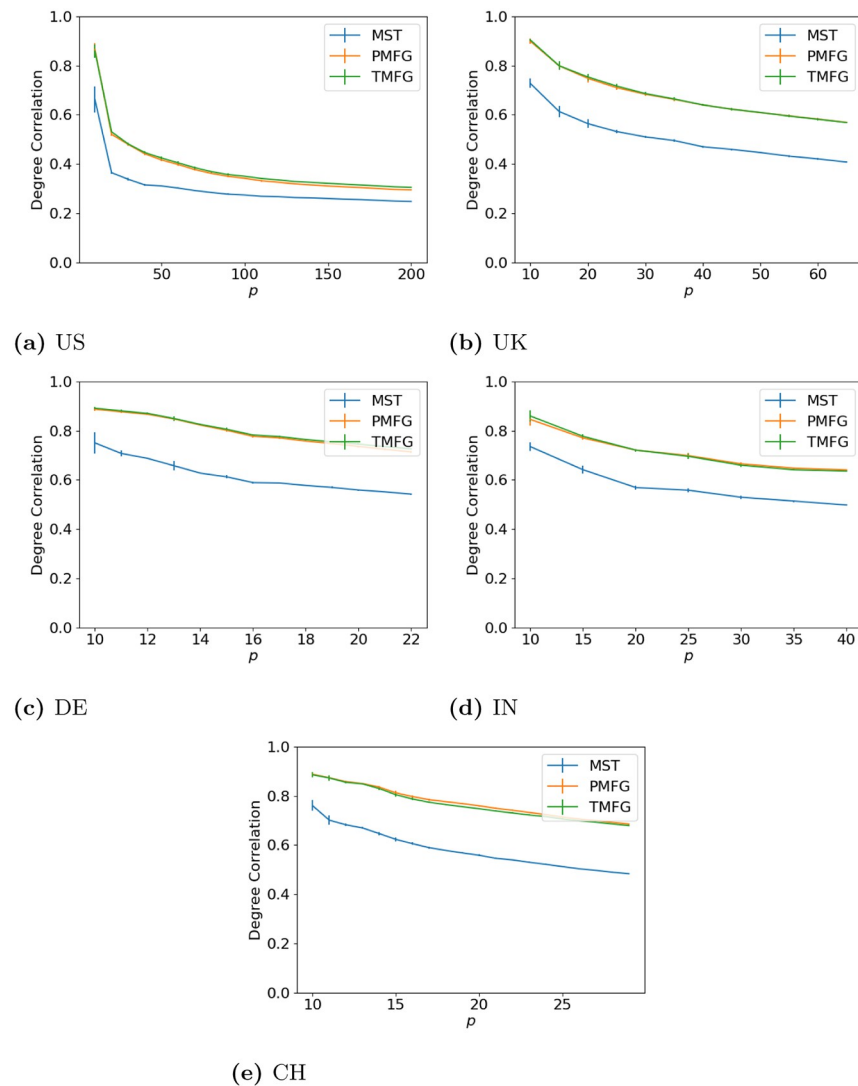 1.0
0.8
0.6
0.4
0.2
0.0
Degree Correlation
MST
PMFG
TMFG
50 100 150 200
p
(a) US
1.0
0.8
0.6
0.4
0.2
0.0
Degree Correlation
MST
PMFG
TMFG
10 20 30 40 50 60
p
(b) UK
1.0
0.8
0.6
0.4
0.2
0.0
Degree Correlation
MST
PMFG
TMFG
10 12 14 16 18 20 22
p
(c) DE
1.0
0.8
0.6
0.4
0.2
0.0
Degree Correlation
MST
PMFG
TMFG
10 15 20 25 30 35 40
p
(d) IN
1.0
0.8
0.6
0.4
0.2
0.0
Degree Correlation
MST
PMFG
TMFG
10 15 20 25
p
(e) CH